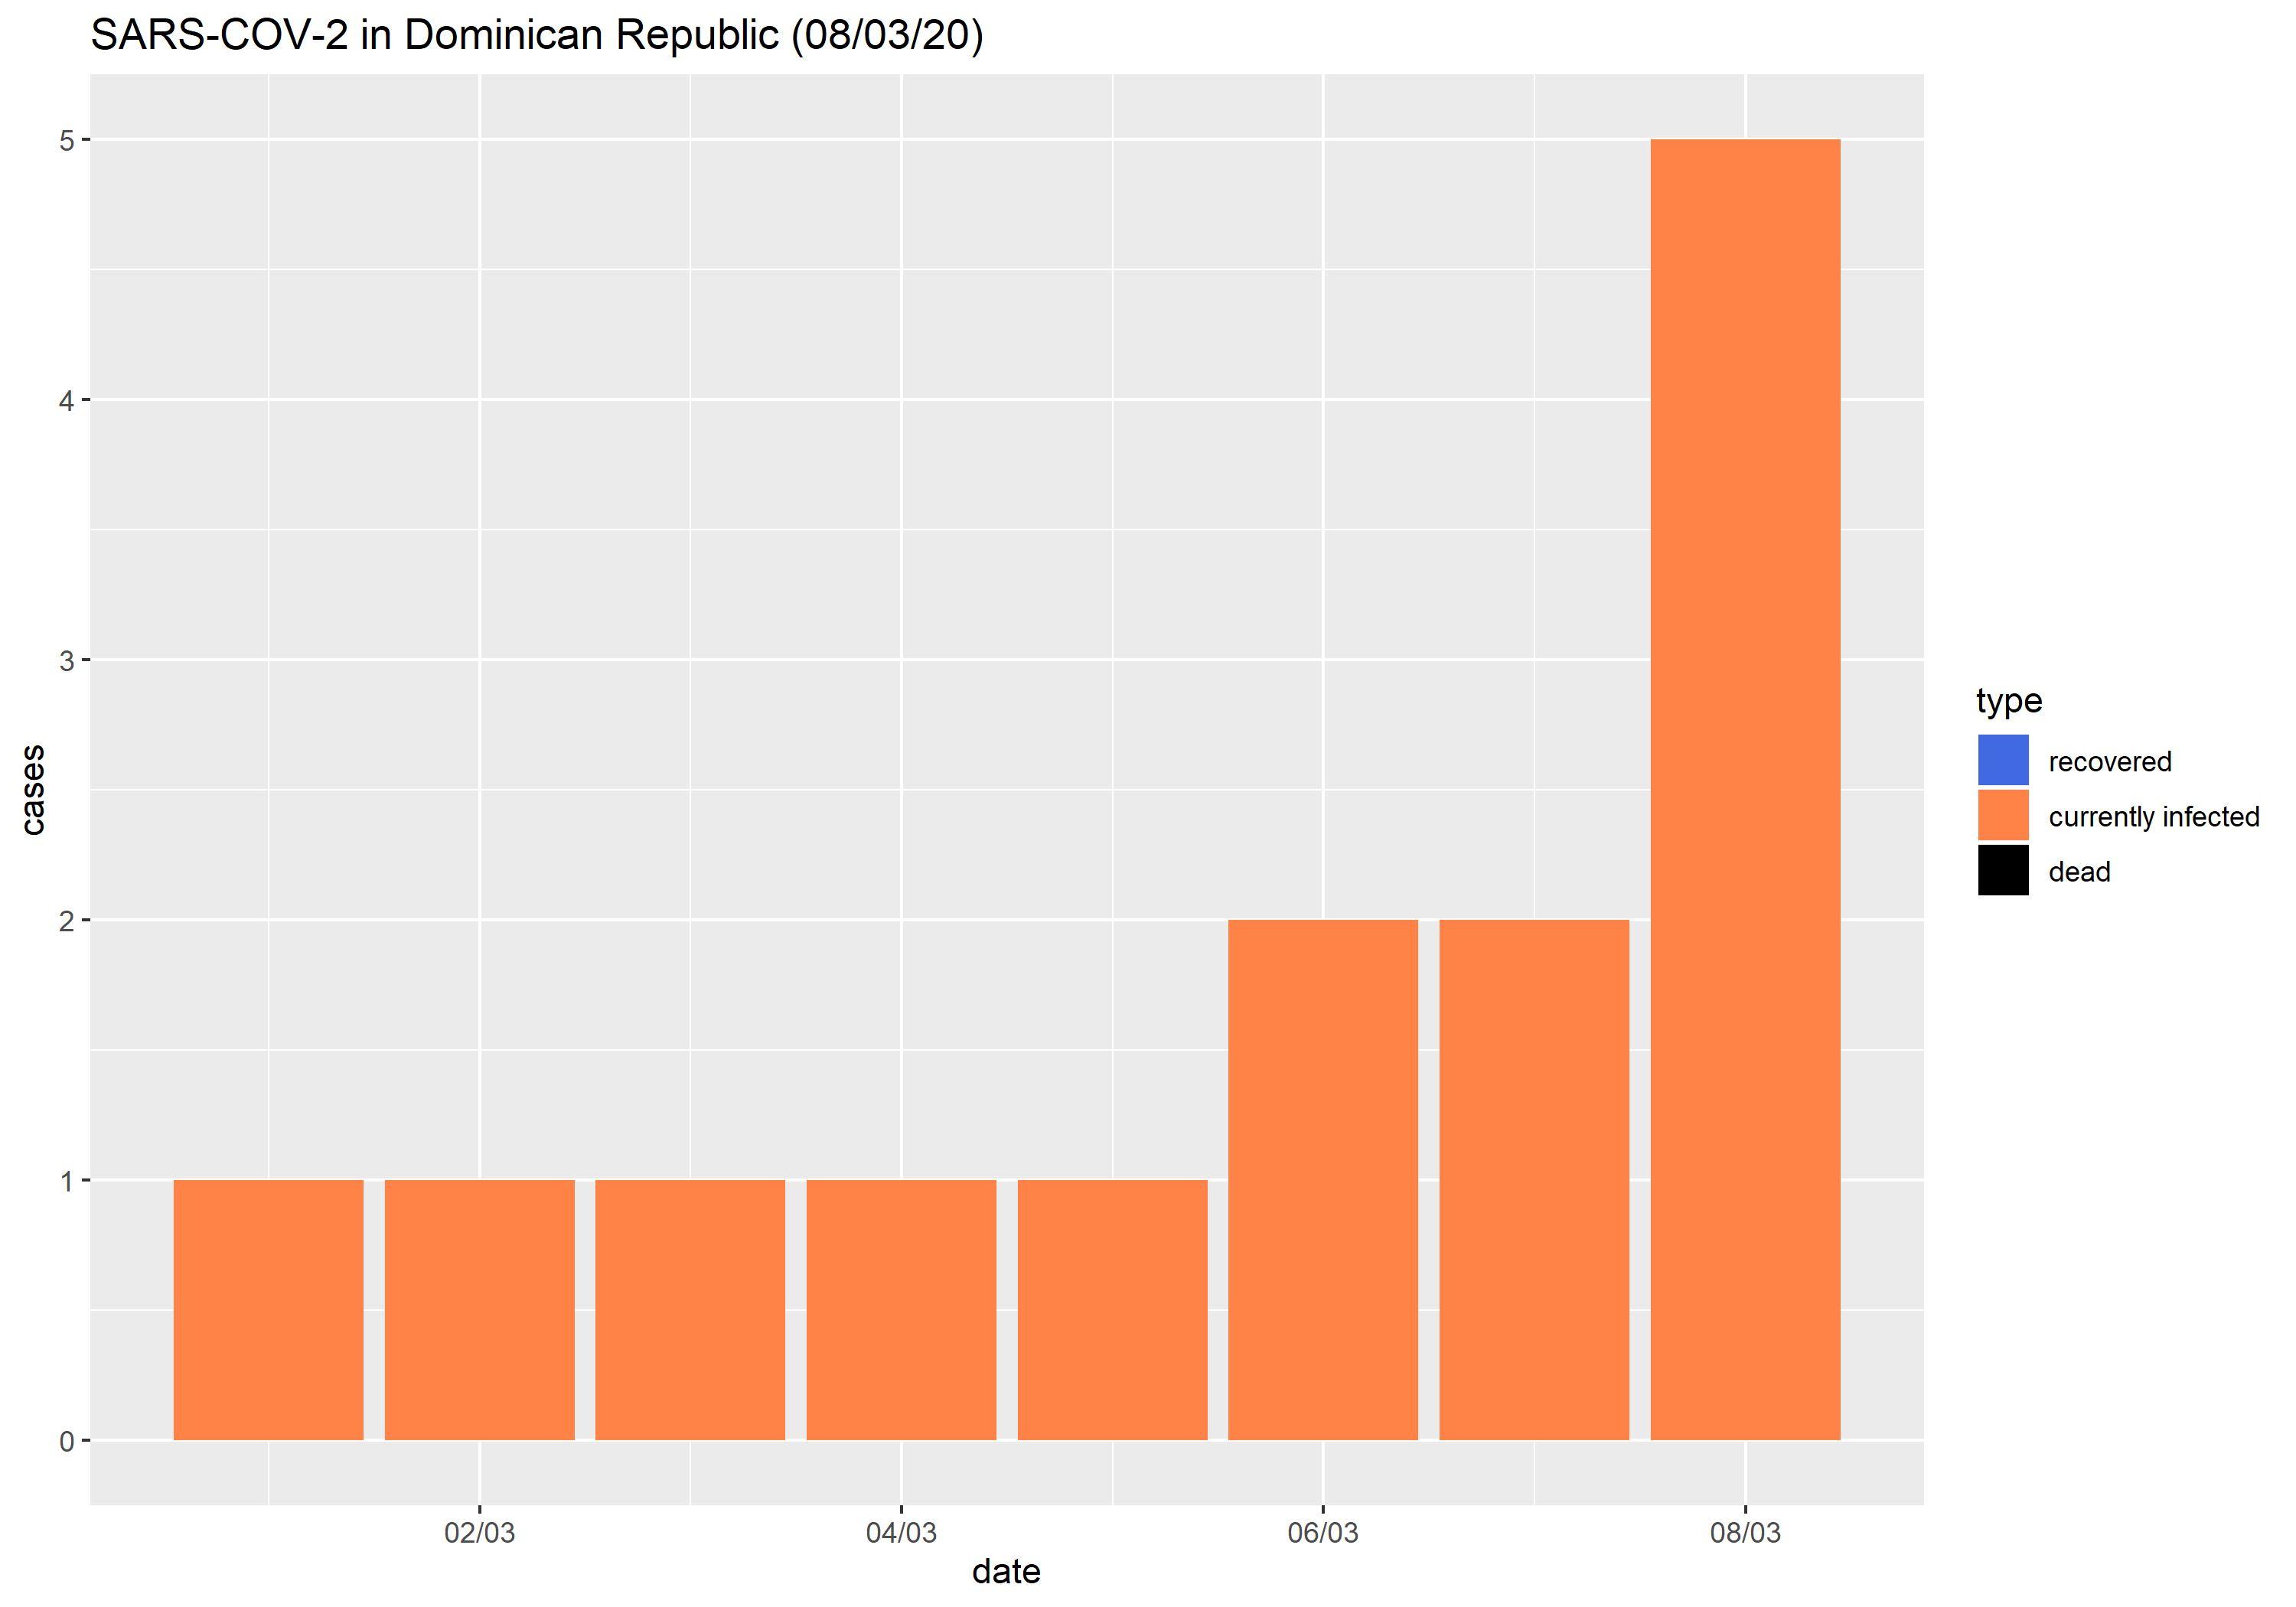 SARS-COV-2 in Dominican Republic (08/03/20)
5
4
3
2
1
0
cases
02/03 04/03 06/03 08/03
date
type
recovered
currently infected
dead